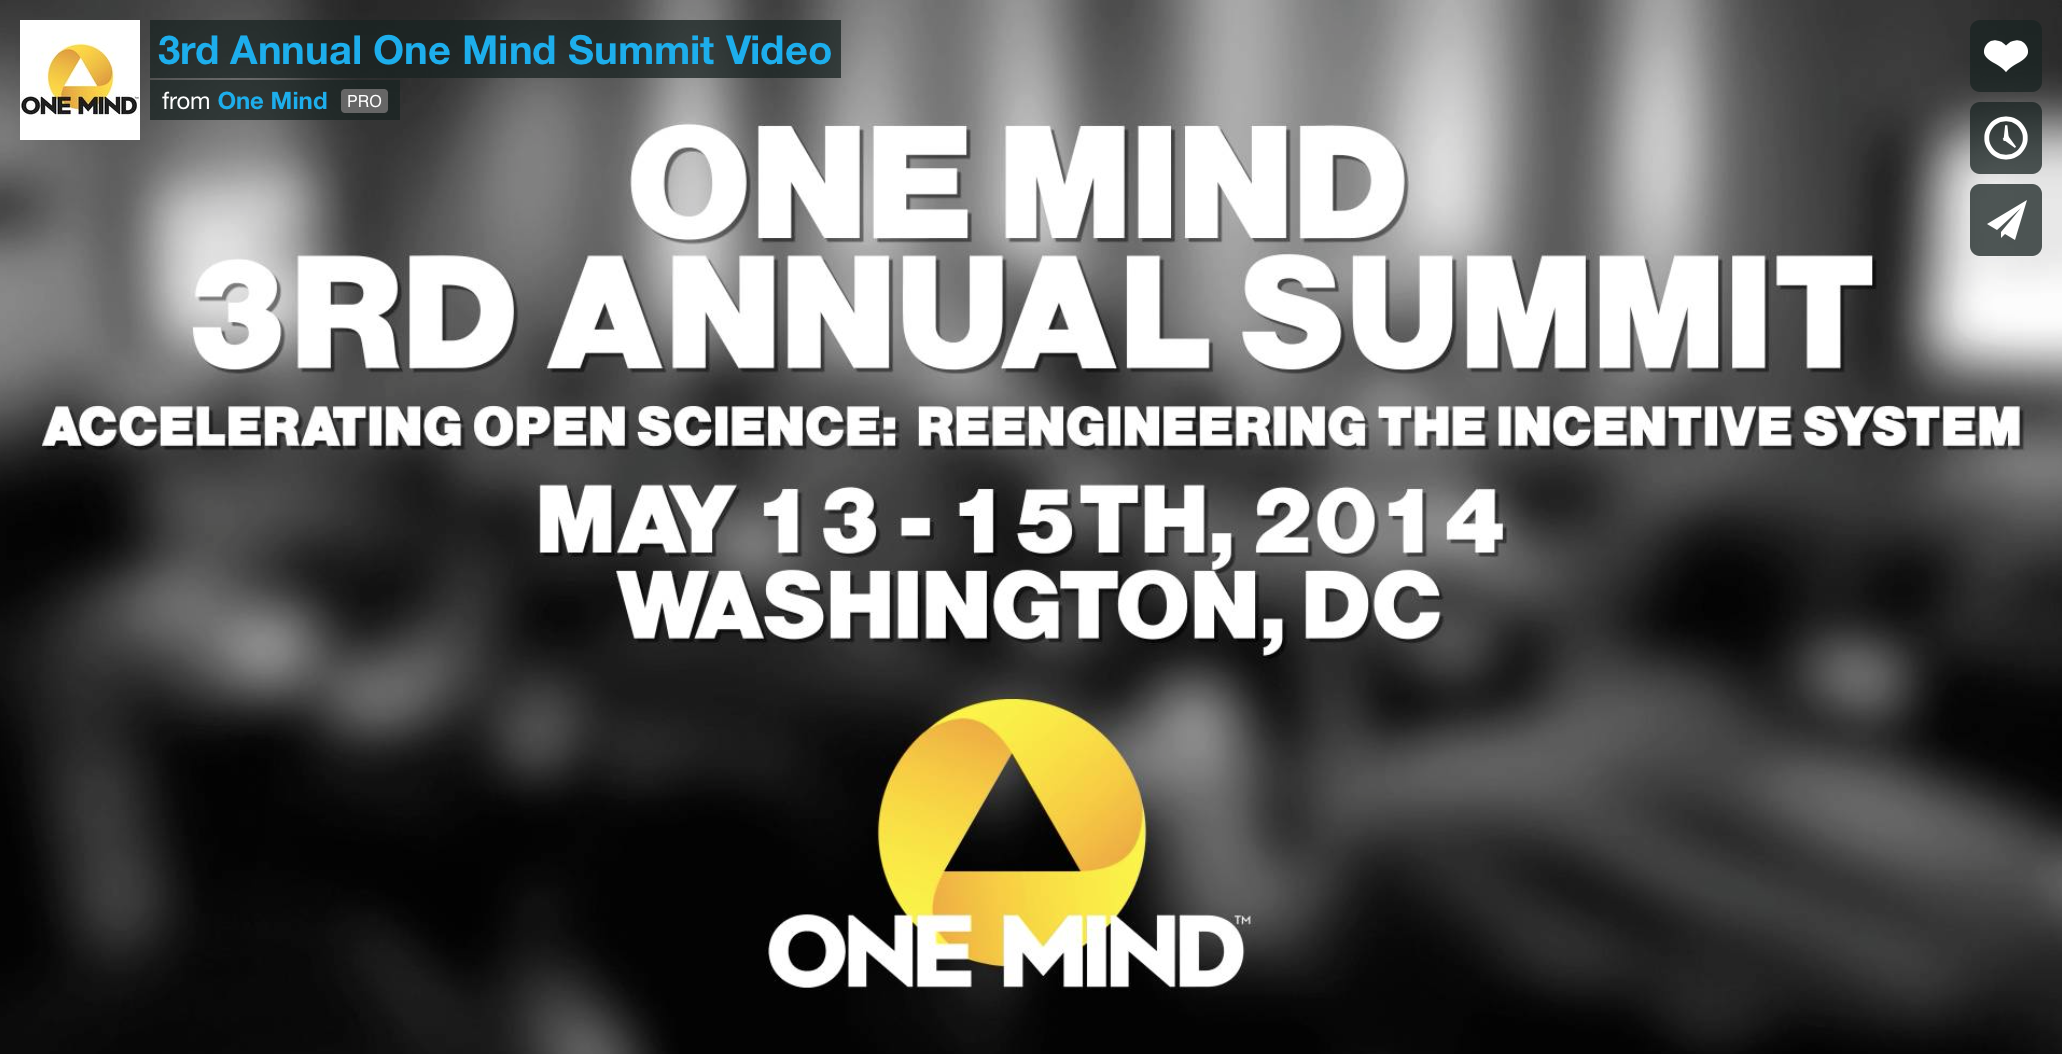 3rd Annual One Mind Summit Video
from One Mind PRO
ONE MIND
ONE MIND
3RD ANNUAL SUMMIT
ACCELERATING OPEN SCIENCE: REENGINEERING THE INCENTIVE SYSTEM
MAY 13 - 15TH, 2014
WASHINGTON, DC
ONE MIND™